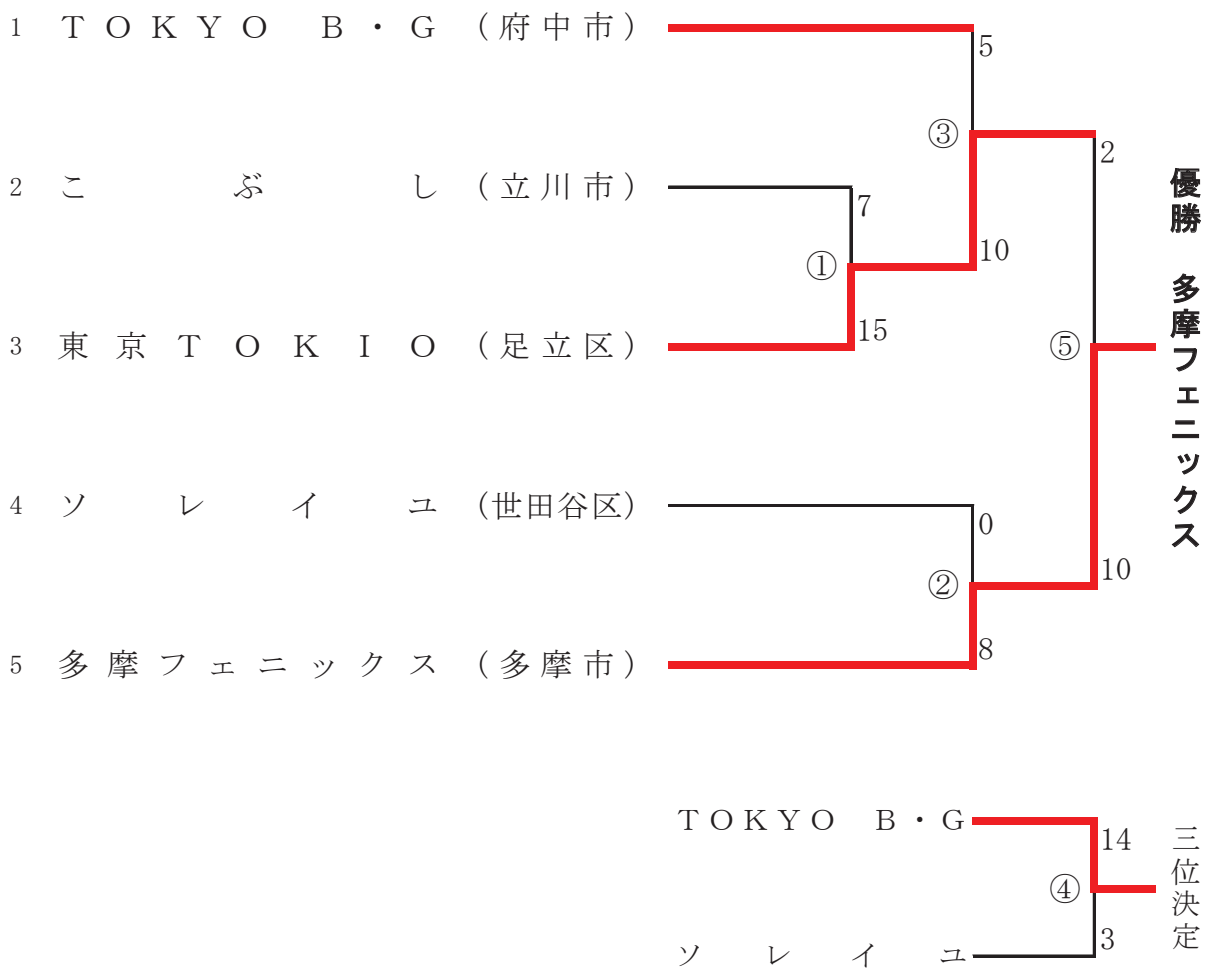 1 TOKYO B・G (府中市)
5
③
2
2 こぶし (立川市)
7
①
10
3 東京TOKIO (足立区)
15
⑤
優勝 多摩フェニックス
4 ソレイユ (世田谷区)
0
②
10
5 多摩フェニックス (多摩市)
8
TOKYO B・G
14
④
三位決定
ソレイユ
3